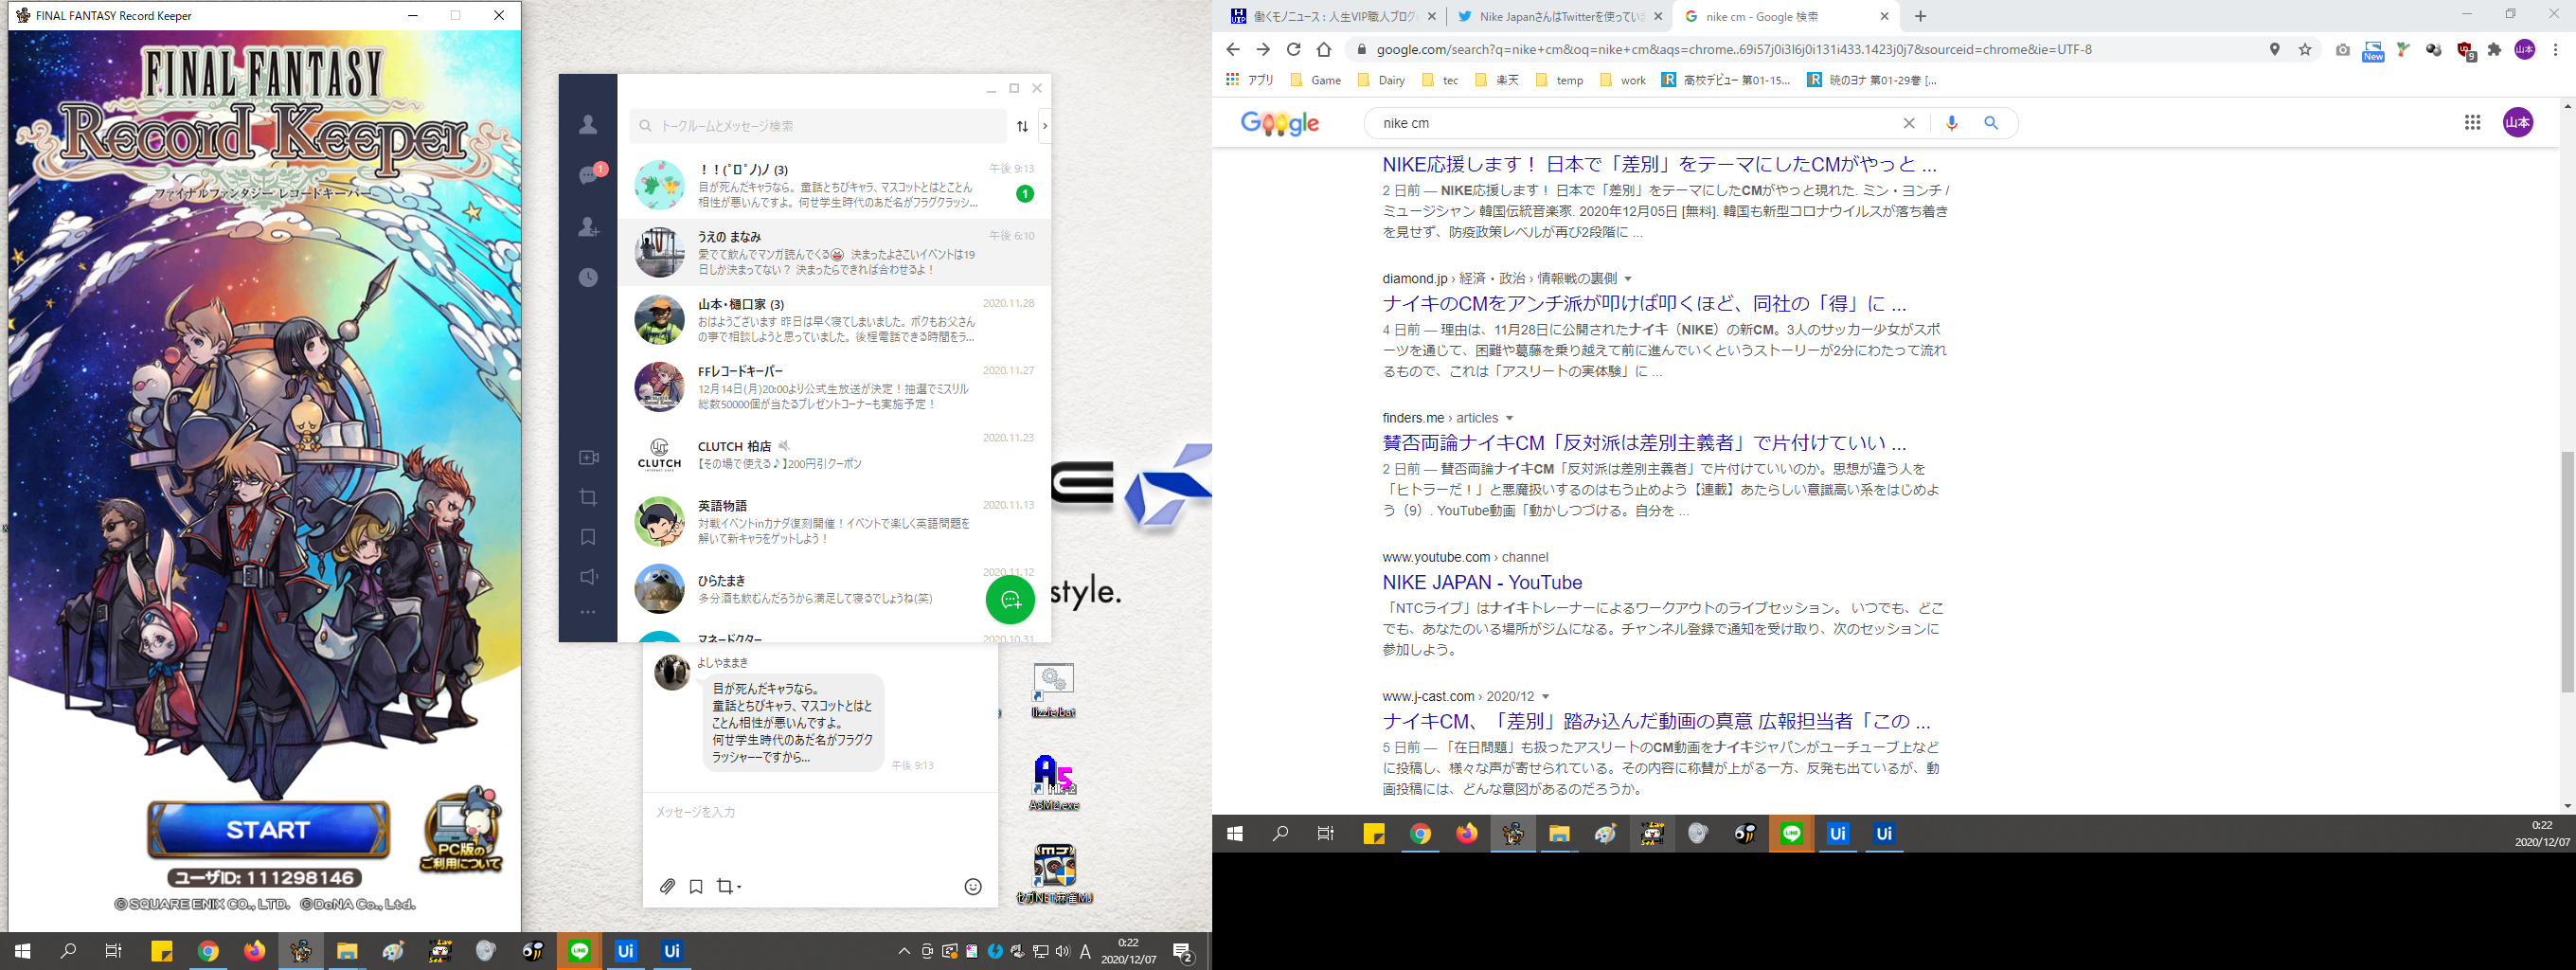 FINAL FANTASY Record Keeper
FINAL FANTASY
Record Keeper
ファイナルファンタジー レコードキーパー
START
PC版の
ご利用について
ユーザID: 111298146
©SQUARE ENIX CO., LTD. ©DeNA Co., Ltd.
1
トークルームとメッセージ検索
！！(ﾟロﾟ)ノ (3)
午後 9:13
目が死んだキャラなら。 童話とちびキャラ、マスコットとはとことん
相性が悪いんですよ。 何せ学生時代のあだ名がフラグクラッシ...
1
うえの まなみ
午後 6:10
愛でて飲んでマンガ読んでくる 決まったよさこいイベントは19
日しか決まってない？ 決まったらできれば合わせるよ！
山本・樋口家 (3)
2020.11.28
おはようございます 昨日は早く寝てしまいました。ボクもお父さん
の事で相談しようと思っていました。後程電話できる時間をラ...
FFレコードキーパー
2020.11.27
12月14日(月)20:00より公式生放送が決定！抽選でミスリル
総数50000個が当たるプレゼントコーナーも実施予定！
CLUTCH 柏店
2020.11.23
CLUTCH
【その場で使える♪】200円引クーポン
英語物語
2020.11.13
対戦イベントinカナダ復刻開催！イベントで楽しく英語問題を
解いて新キャラをゲットしよう！
ひらたまき
2020.11.12
多分酒も飲むんだろうから満足して寝るでしょうね(笑)
マネードクター
2020.10.31
style.
よしやままき
目が死んだキャラなら。
童話とちびキャラ、マスコットとはと
ことん相性が悪いんですよ。
何せ学生時代のあだ名がフラグク
ラッシャーーですから...
午後 9:13
メッセージを入力
lizzie.bat
A5M2.exe
セガNET麻雀MJ
0:22
2020/12/07
2
働くモノニュース : 人生VIP職人ブログw
Nike JapanさんはTwitterを使ってい
nike cm - Google 検索
google.com/search?q=nike+cm&oq=nike+cm&aqs=chrome..69i57j0i3l6j0i131i433.1423j0j7&sourceid=chrome&ie=UTF-8
New
9
山本
アプリ Game Dairy tec 楽天 temp work 高校デビュー 第01-15... 暁のヨナ 第01-29巻 [...
Google
nike cm
山本
NIKE応援します！ 日本で「差別」をテーマにしたCMがやっと ...
2 日前 — NIKE応援します！ 日本で「差別」をテーマにしたCMがやっと現れた. ミン・ヨンチ /
ミュージシャン 韓国伝統音楽家. 2020年12月05日 [無料]. 韓国も新型コロナウイルスが落ち着き
を見せず、防疫政策レベルが再び2段階に ...
diamond.jp › 経済・政治 › 情報戦の裏側
ナイキのCMをアンチ派が叩けば叩くほど、同社の「得」に ...
4 日前 — 理由は、11月28日に公開されたナイキ（NIKE）の新CM。3人のサッカー少女がスポ
ーツを通じて、困難や葛藤を乗り越えて前に進んでいくというストーリーが2分にわたって流れ
るもので、これは「アスリートの実体験」に ...
finders.me › articles
賛否両論ナイキCM「反対派は差別主義者」で片付けていい ...
2 日前 — 賛否両論ナイキCM「反対派は差別主義者」で片付けていいのか。思想が違う人を
「ヒトラーだ！」と悪魔扱いするのはもう止めよう【連載】あたらしい意識高い系をはじめよ
う（9）. YouTube動画「動かしつづける。自分を ...
www.youtube.com › channel
NIKE JAPAN - YouTube
「NTCライブ」はナイキトレーナーによるワークアウトのライブセッション。 いつでも、どこ
でも、あなたのいる場所がジムになる。チャンネル登録で通知を受け取り、次のセッションに
参加しよう。
www.j-cast.com › 2020/12
ナイキCM、「差別」踏み込んだ動画の真意 広報担当者「この ...
5 日前 — 「在日問題」も扱ったアスリートのCM動画をナイキジャパンがユーチューブ上など
に投稿し、様々な声が寄せられている。その内容に称賛が上がる一方、反発も出ているが、動
画投稿には、どんな意図があるのだろうか。
0:22
2020/12/07